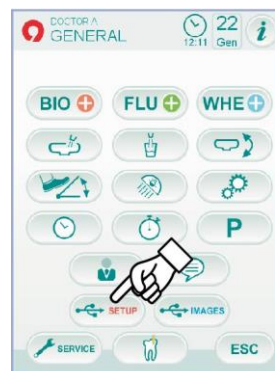 DOCTOR A
GENERAL
12:11
22
Gen
i
BIO
FLU
WHE
P
SETUP
IMAGES
SERVICE
ESC